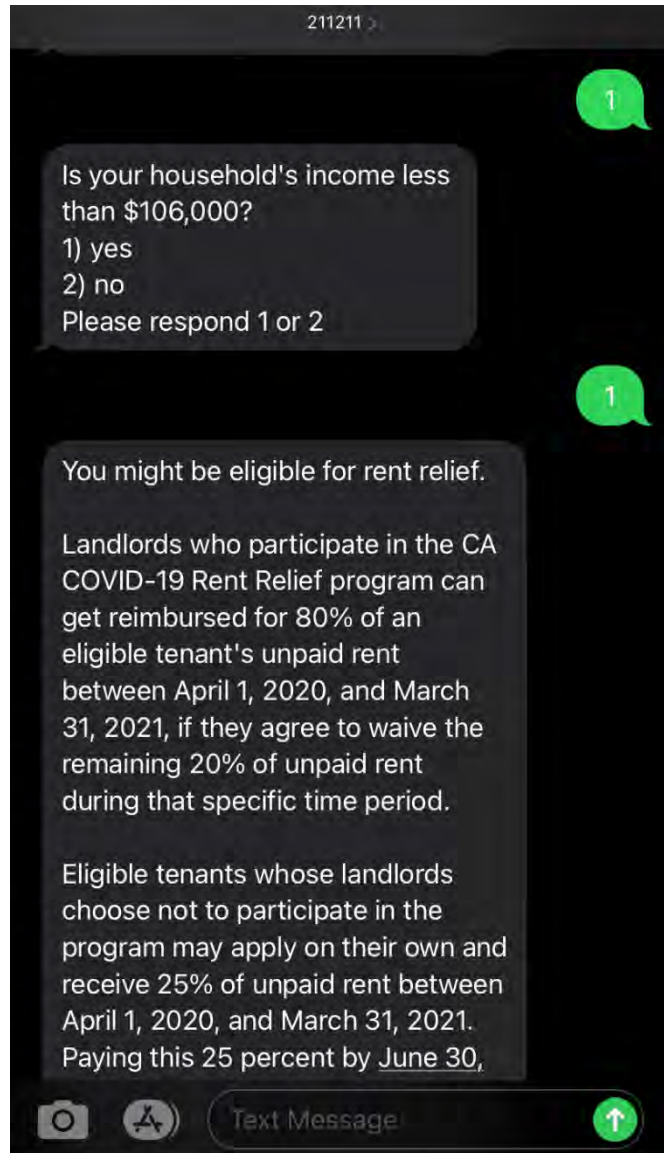 211211 >
1
Is your household's income less
than $106,000?
1) yes
2) no
Please respond 1 or 2
1
You might be eligible for rent relief.
Landlords who participate in the CA
COVID-19 Rent Relief program can
get reimbursed for 80% of an
eligible tenant's unpaid rent
between April 1, 2020, and March
31, 2021, if they agree to waive the
remaining 20% of unpaid rent
during that specific time period.
Eligible tenants whose landlords
choose not to participate in the
program may apply on their own and
receive 25% of unpaid rent between
April 1, 2020, and March 31, 2021.
Paying this 25 percent by June 30,
Text Message